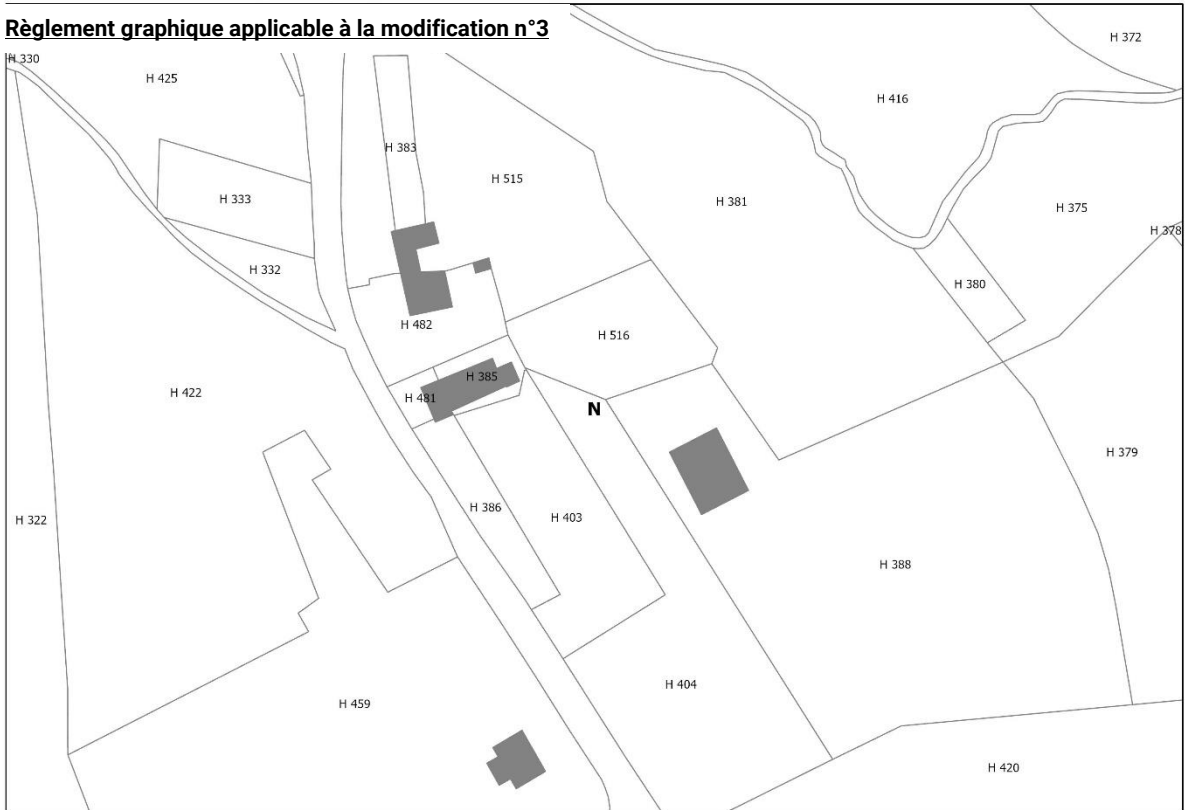 Règlement graphique applicable à la modification n°3
H 372
H 330
H 425
H 416
H 383
H 515
H 333
H 381
H 375
H 378
H 332
H 380
H 482
H 516
H 385
H 422
H 481
N
H 379
H 386
H 403
H 322
H 388
H 404
H 459
H 420